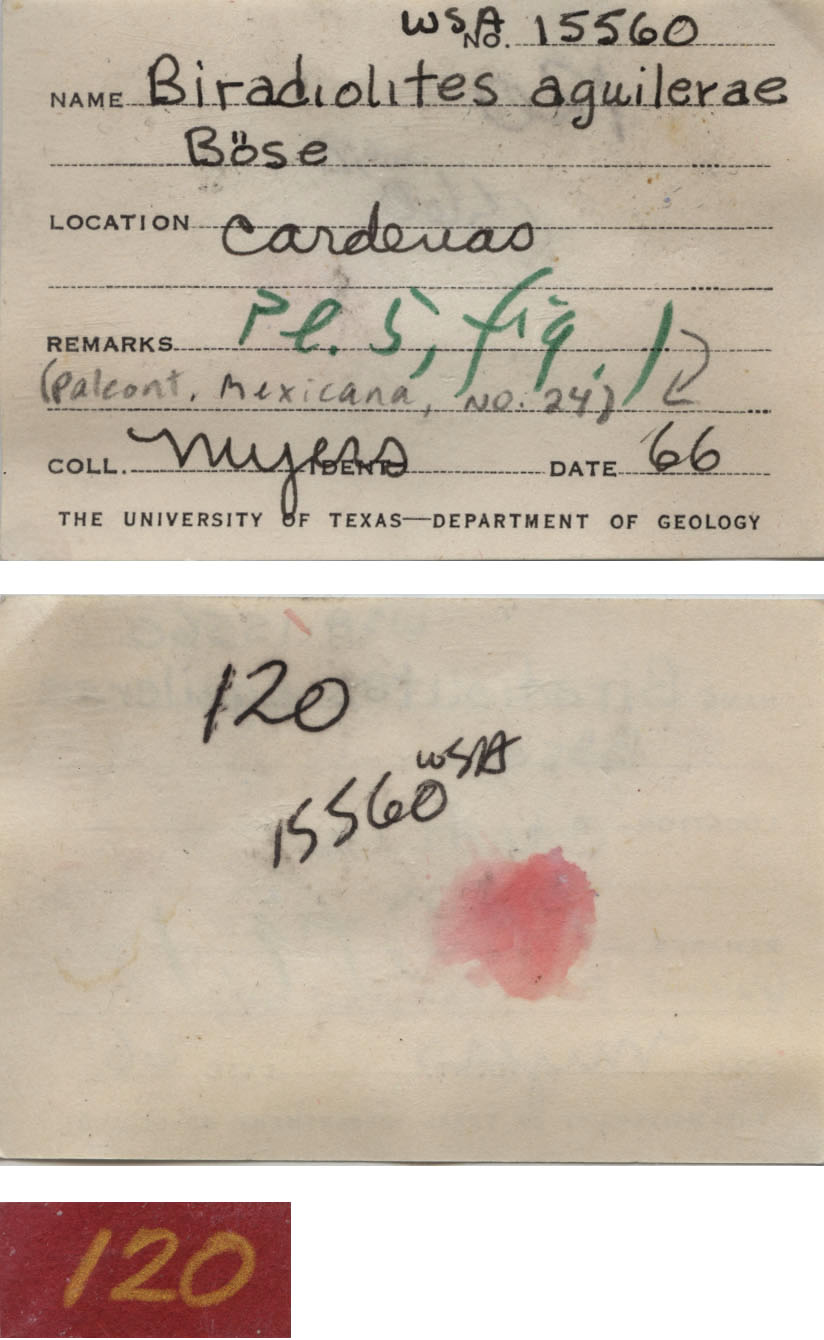 WSA
NO. 15560
NAME Biradiolites aguilerae
Böse
LOCATION Cardenas
REMARKS Pl. 5, fig. 1
(Paleont. Mexicana, No. 24)
COLL. Myers IDENT. DATE '66
THE UNIVERSITY OF TEXAS—DEPARTMENT OF GEOLOGY
120
15560 WSA
120